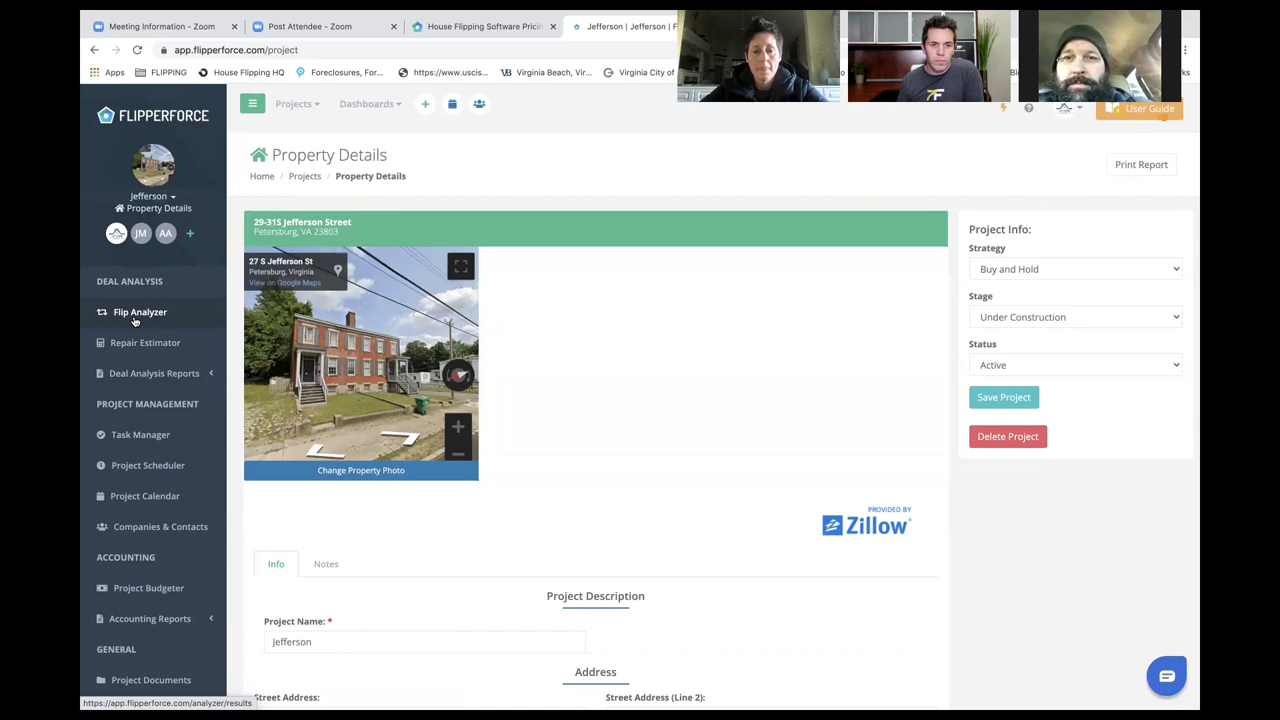 Meeting Information - Zoom
Post Attendee - Zoom
House Flipping Software Pricin
Jefferson | Jefferson | F
app.flipperforce.com/project
Apps
FLIPPING
House Flipping HQ
Foreclosures, For...
https://www.uscis...
Virginia Beach, Vir...
Virginia City of
FLIPPERFORCE
Projects
Dashboards
User Guide
Jefferson
Property Details
JM
AA
Property Details
Home / Projects / Property Details
Print Report
DEAL ANALYSIS
Flip Analyzer
Repair Estimator
Deal Analysis Reports
PROJECT MANAGEMENT
Task Manager
Project Scheduler
Project Calendar
Companies & Contacts
ACCOUNTING
Project Budgeter
Accounting Reports
GENERAL
Project Documents
https://app.flipperforce.com/analyzer/results
29-31S Jefferson Street
Petersburg, VA 23803
27 S Jefferson St
Petersburg, Virginia
View on Google Maps
Change Property Photo
PROVIDED BY
Zillow
Info
Notes
Project Description
Project Name: *
Jefferson
Address
Street Address:
Street Address (Line 2):
Project Info:
Strategy
Buy and Hold
Stage
Under Construction
Status
Active
Save Project
Delete Project